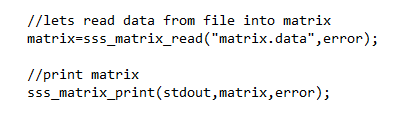 //lets read data from file into matrix
matrix=sss_matrix_read("matrix.data",error);
//print matrix
sss_matrix_print(stdout,matrix,error);